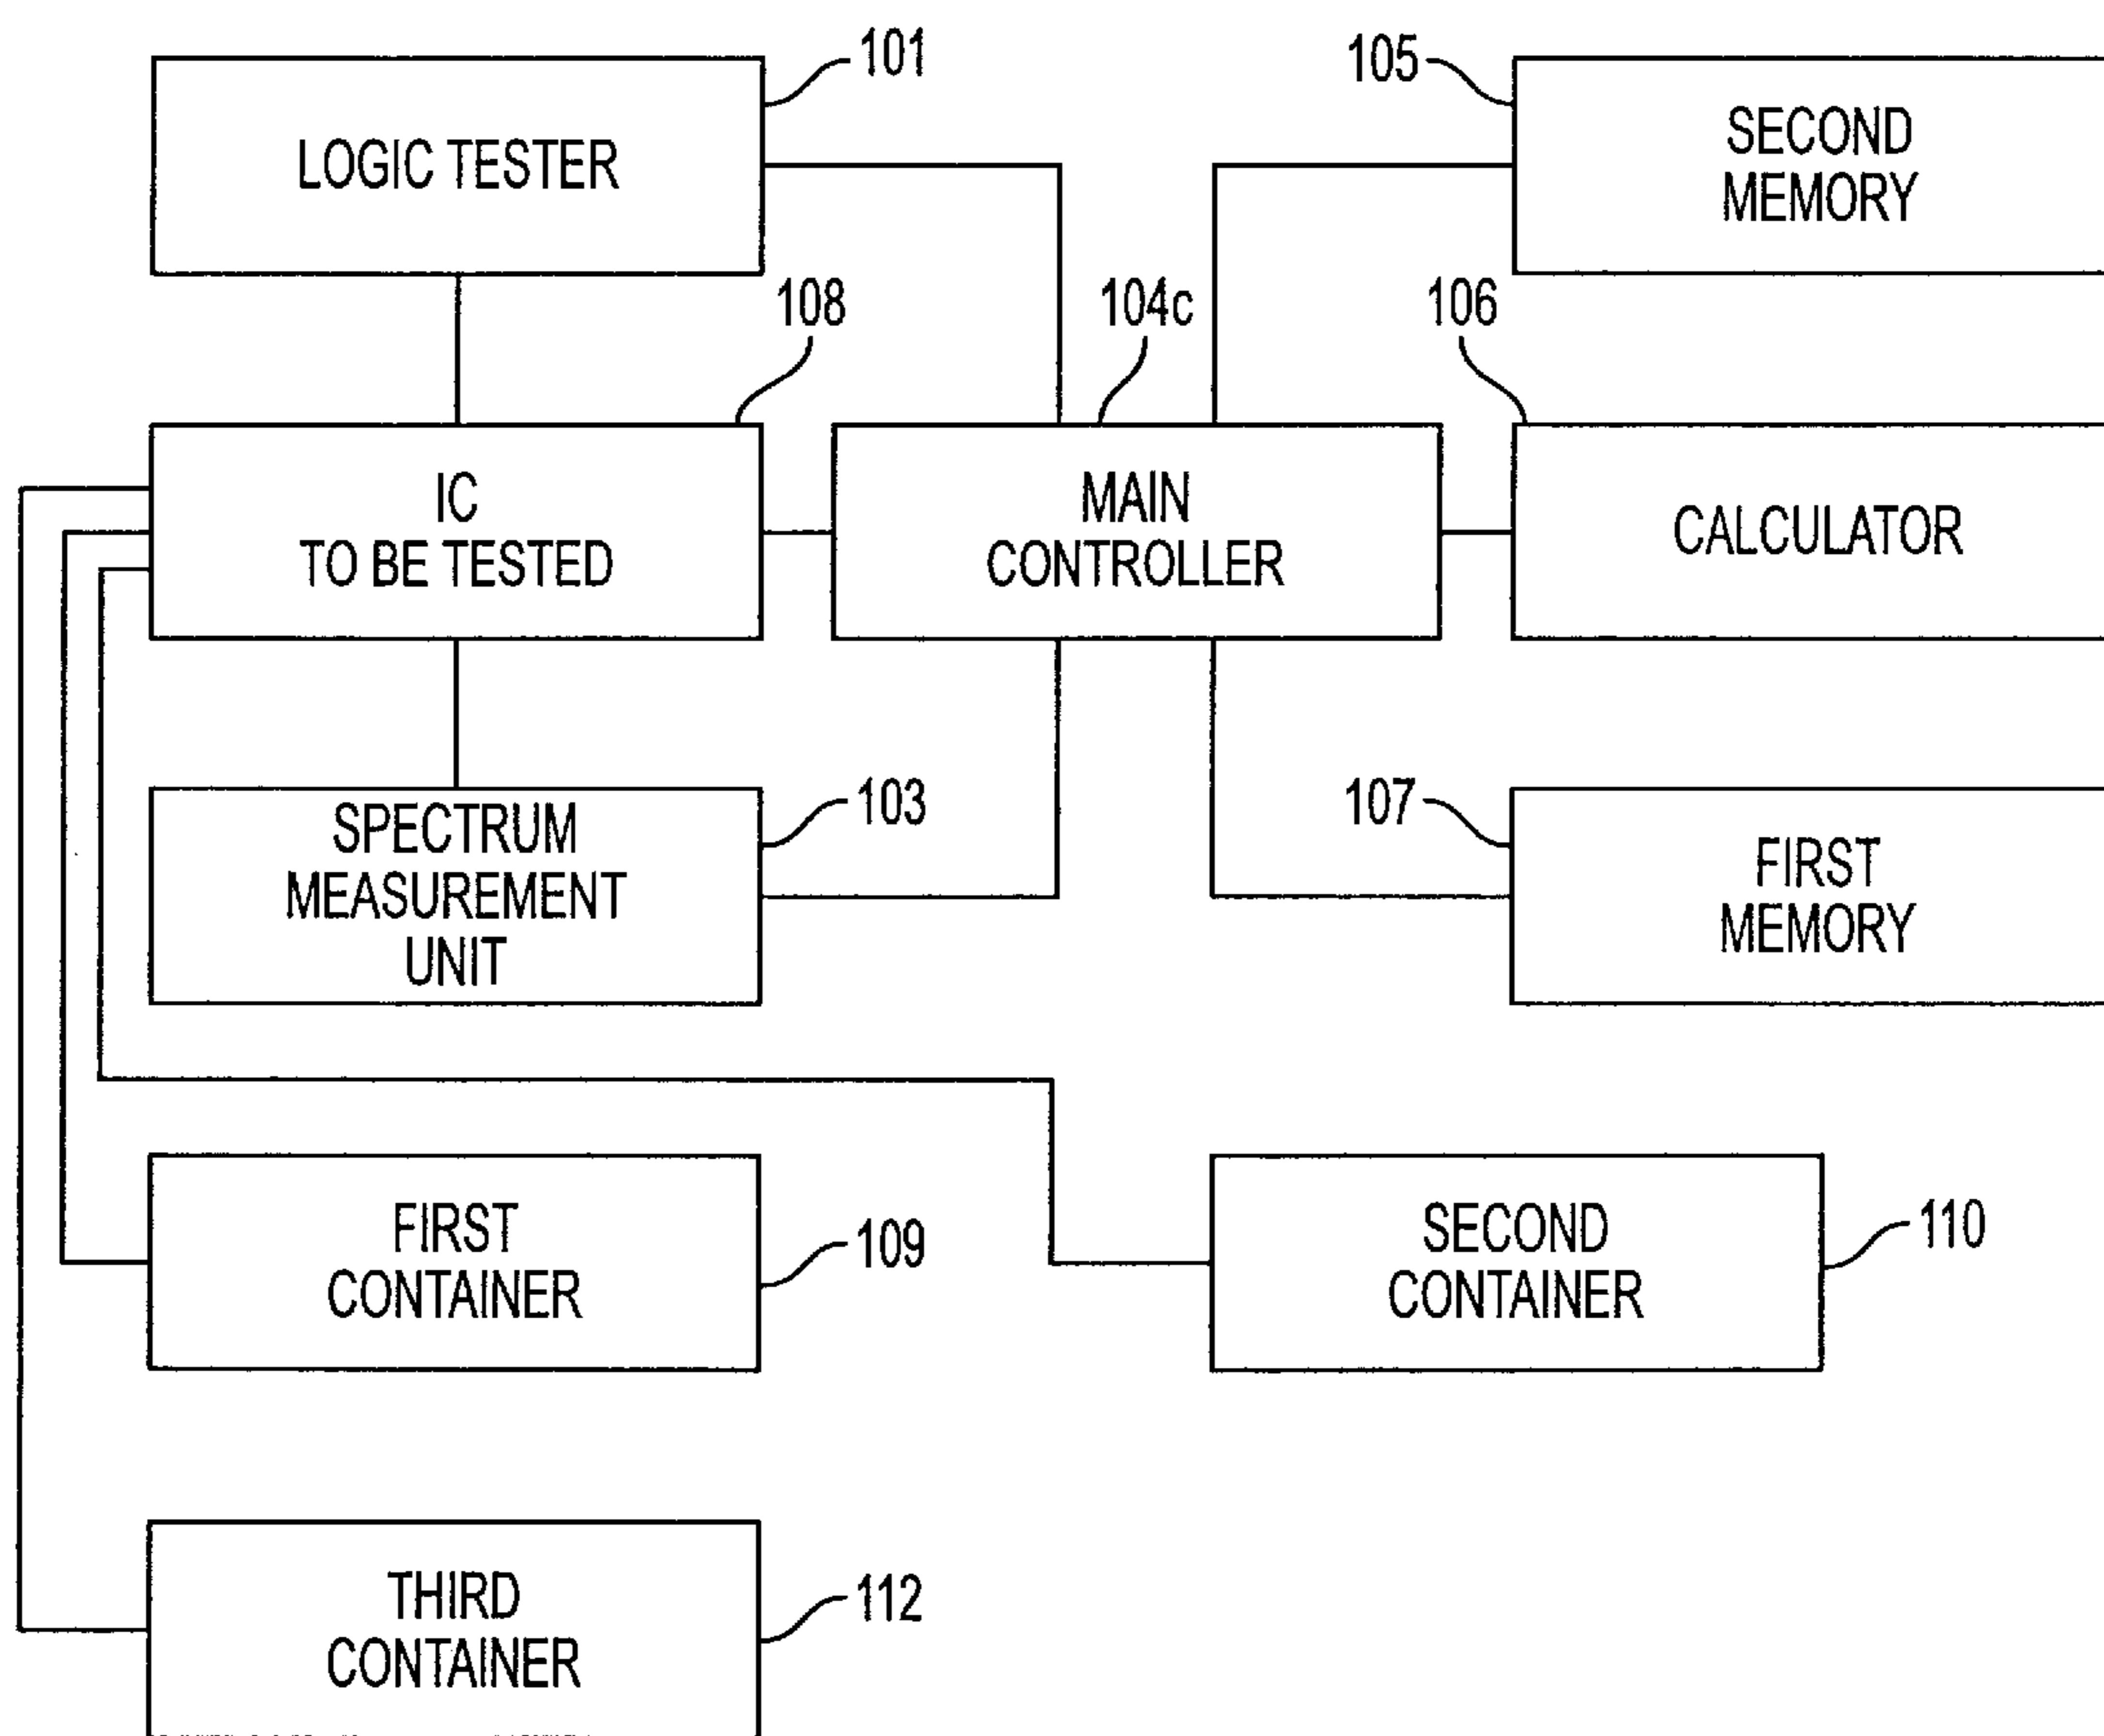 101
LOGIC TESTER
105
SECOND
MEMORY
108
IC
TO BE TESTED
104c
MAIN
CONTROLLER
106
CALCULATOR
103
SPECTRUM
MEASUREMENT
UNIT
107
FIRST
MEMORY
FIRST
CONTAINER
109
SECOND
CONTAINER
110
THIRD
CONTAINER
112